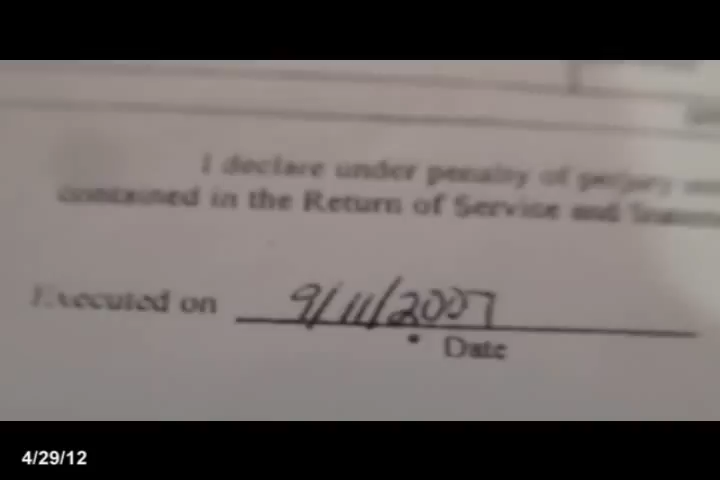 I declare under penalty of perjury
contained in the Return of Service and
Executed on 9/11/2007
Date
4/29/12